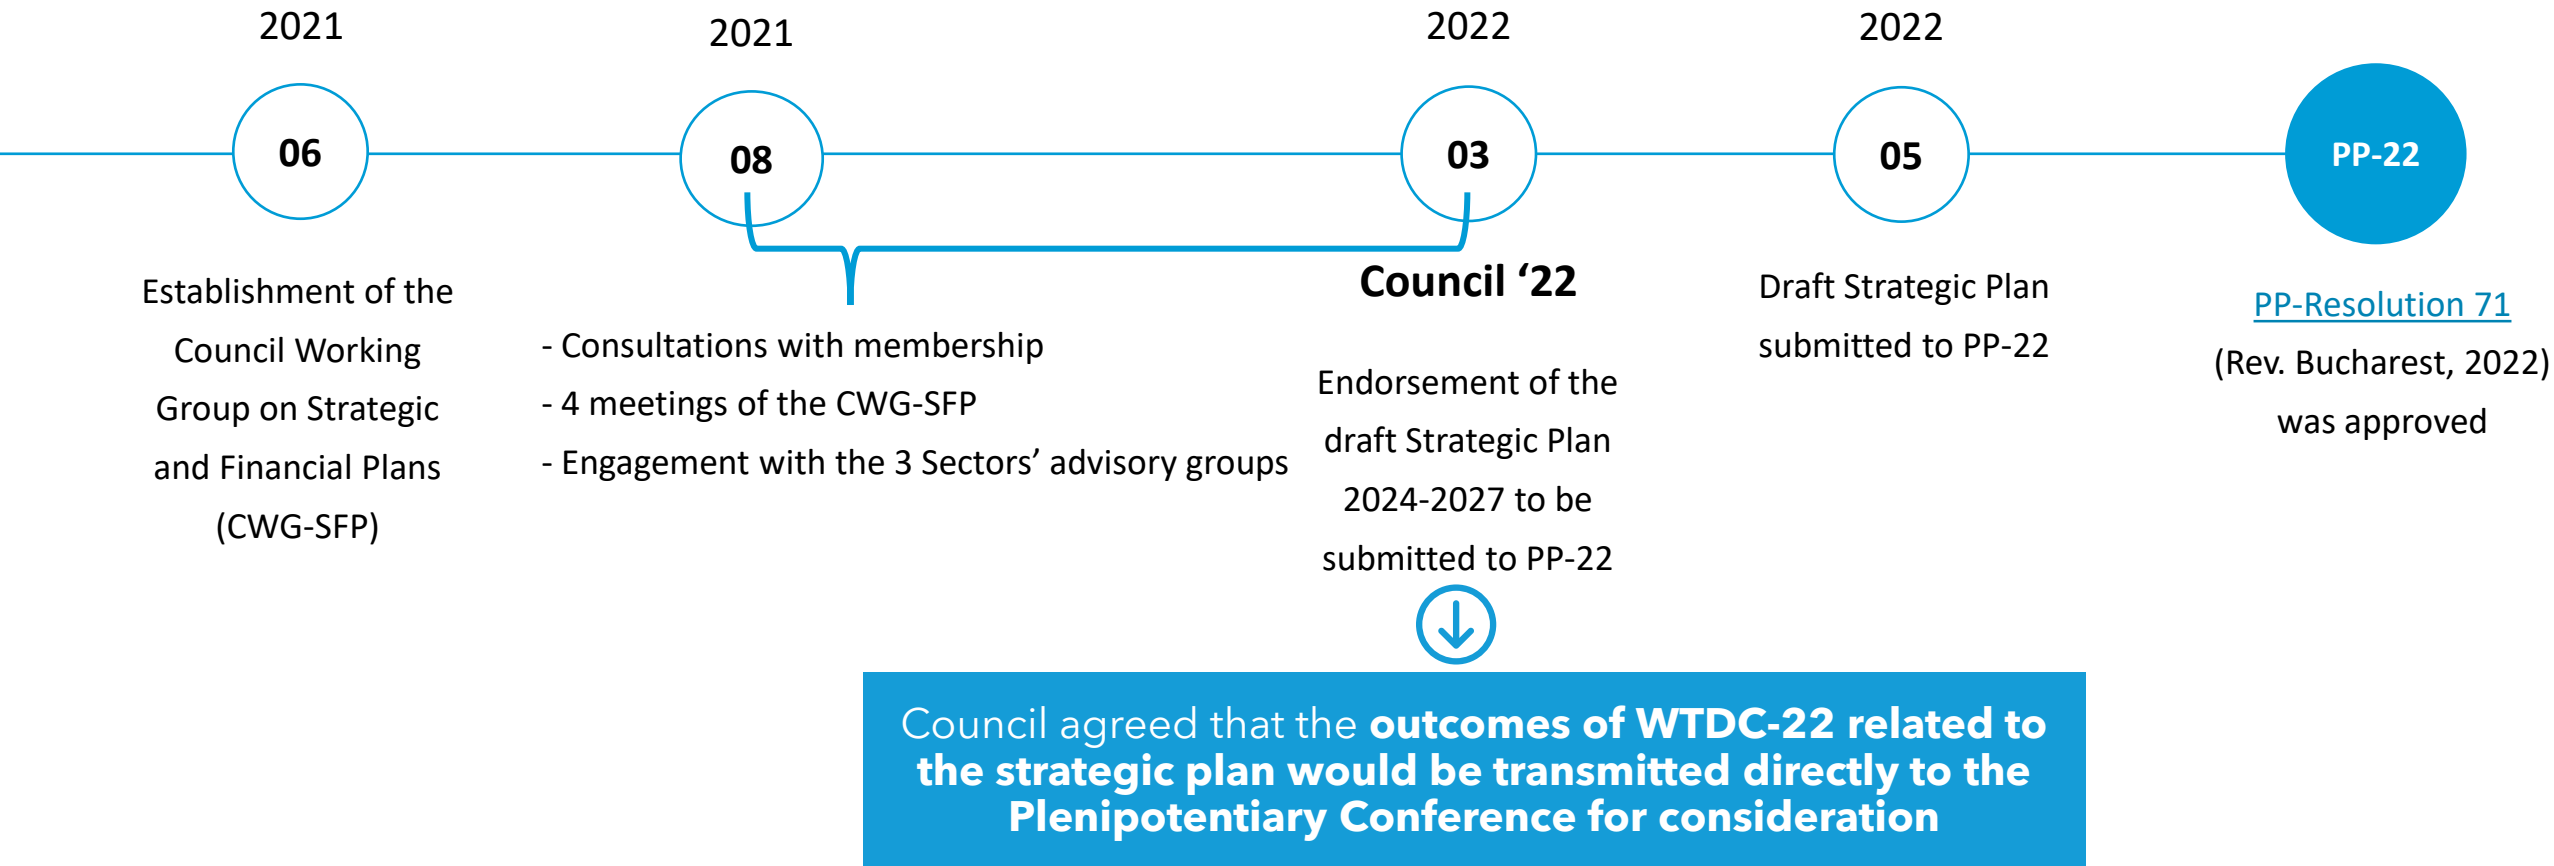 2021
06
Establishment of the
Council Working
Group on Strategic
and Financial Plans
(CWG-SFP)
2021
08
- Consultations with membership
- 4 meetings of the CWG-SFP
- Engagement with the 3 Sectors’ advisory groups
2022
03
Council ‘22
Endorsement of the
draft Strategic Plan
2024-2027 to be
submitted to PP-22
Council agreed that the outcomes of WTDC-22 related to
the strategic plan would be transmitted directly to the
Plenipotentiary Conference for consideration
2022
05
Draft Strategic Plan
submitted to PP-22
PP-22
PP-Resolution 71
(Rev. Bucharest, 2022)
was approved